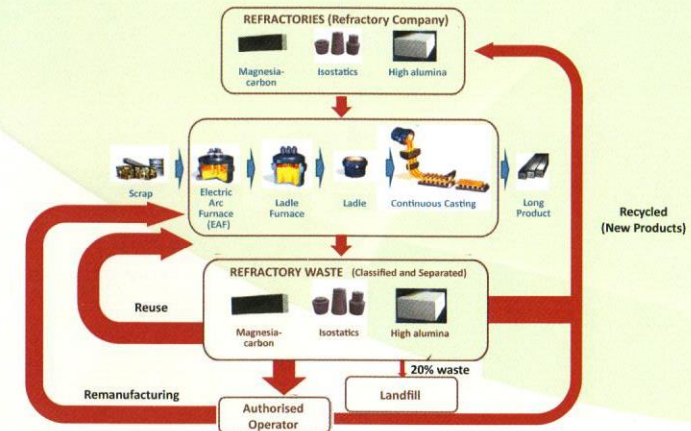 REFRACTORIES (Refractory Company)
Magnesia-
carbon
Isostatics
High alumina
Scrap
Electric
Arc
Furnace
(EAF)
Ladle
Furnace
Ladle
Continuous Casting
Long
Product
Recycled
(New Products)
REFRACTORY WASTE (Classified and Separated)
Magnesia-
carbon
Isostatics
High alumina
Reuse
20% waste
Remanufacturing
Landfill
Authorised
Operator